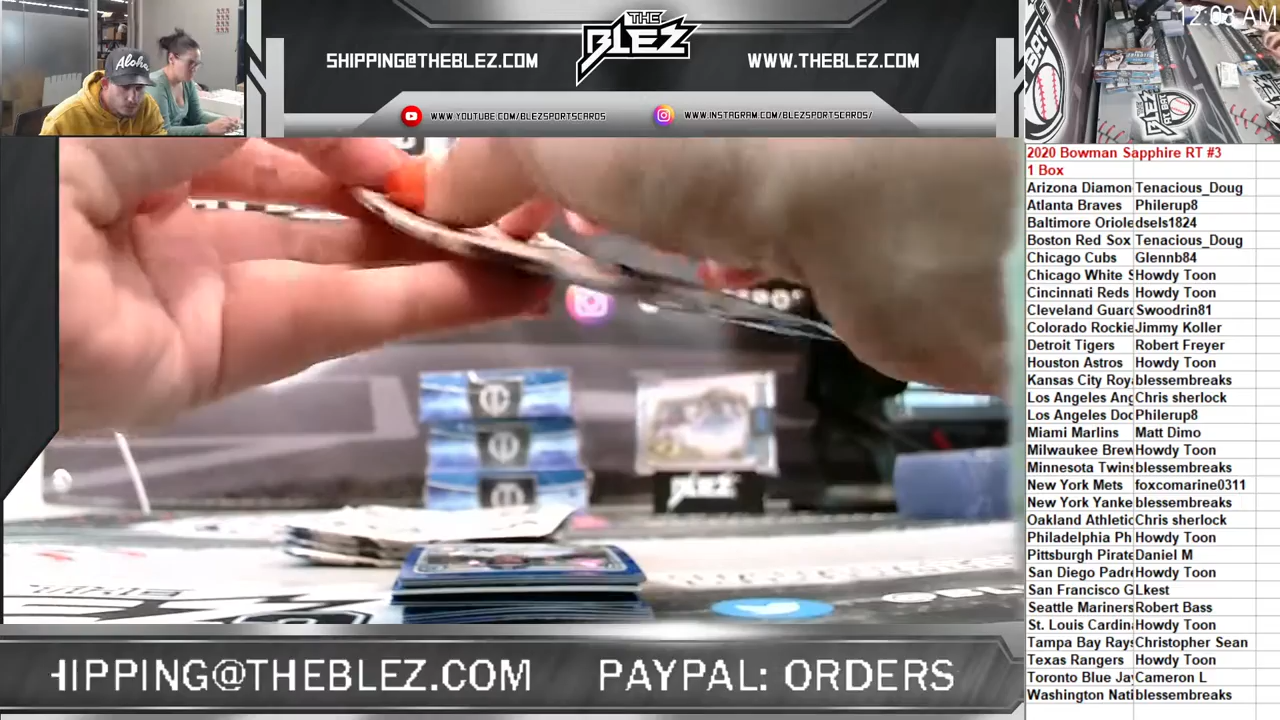 Aloha
THE
BLEZ
SHIPPING@THEBLEZ.COM
WWW.THEBLEZ.COM
WWW.YOUTUBE.COM/BLEZSPORTSCARDS
WWW.INSTAGRAM.COM/BLEZSPORTSCARDS/
12:03 AM
BLEZ
2020 Bowman Sapphire RT #3
1 Box
Arizona Diamon Tenacious_Doug
Atlanta Braves Philerup8
Baltimore Oriole dsels1824
Boston Red Sox Tenacious_Doug
Chicago Cubs Glennb84
Chicago White S Howdy Toon
Cincinnati Reds Howdy Toon
Cleveland Guard Swoodrin81
Colorado Rockie Jimmy Koller
Detroit Tigers Robert Freyer
Houston Astros Howdy Toon
Kansas City Roy blessembreaks
Los Angeles Ang Chris sherlock
Los Angeles Dod Philerup8
Miami Marlins Matt Dimo
Milwaukee Brew Howdy Toon
Minnesota Twins blessembreaks
New York Mets foxcomarine0311
New York Yanke blessembreaks
Oakland Athletic Chris sherlock
Philadelphia Ph Howdy Toon
Pittsburgh Pirate Daniel M
San Diego Padre Howdy Toon
San Francisco G Lkest
Seattle Mariners Robert Bass
St. Louis Cardin Howdy Toon
Tampa Bay Rays Christopher Sean
Texas Rangers Howdy Toon
Toronto Blue Jay Cameron L
Washington Nati blessembreaks
BLEZ
HIPPING@THEBLEZ.COM PAYPAL: ORDERS